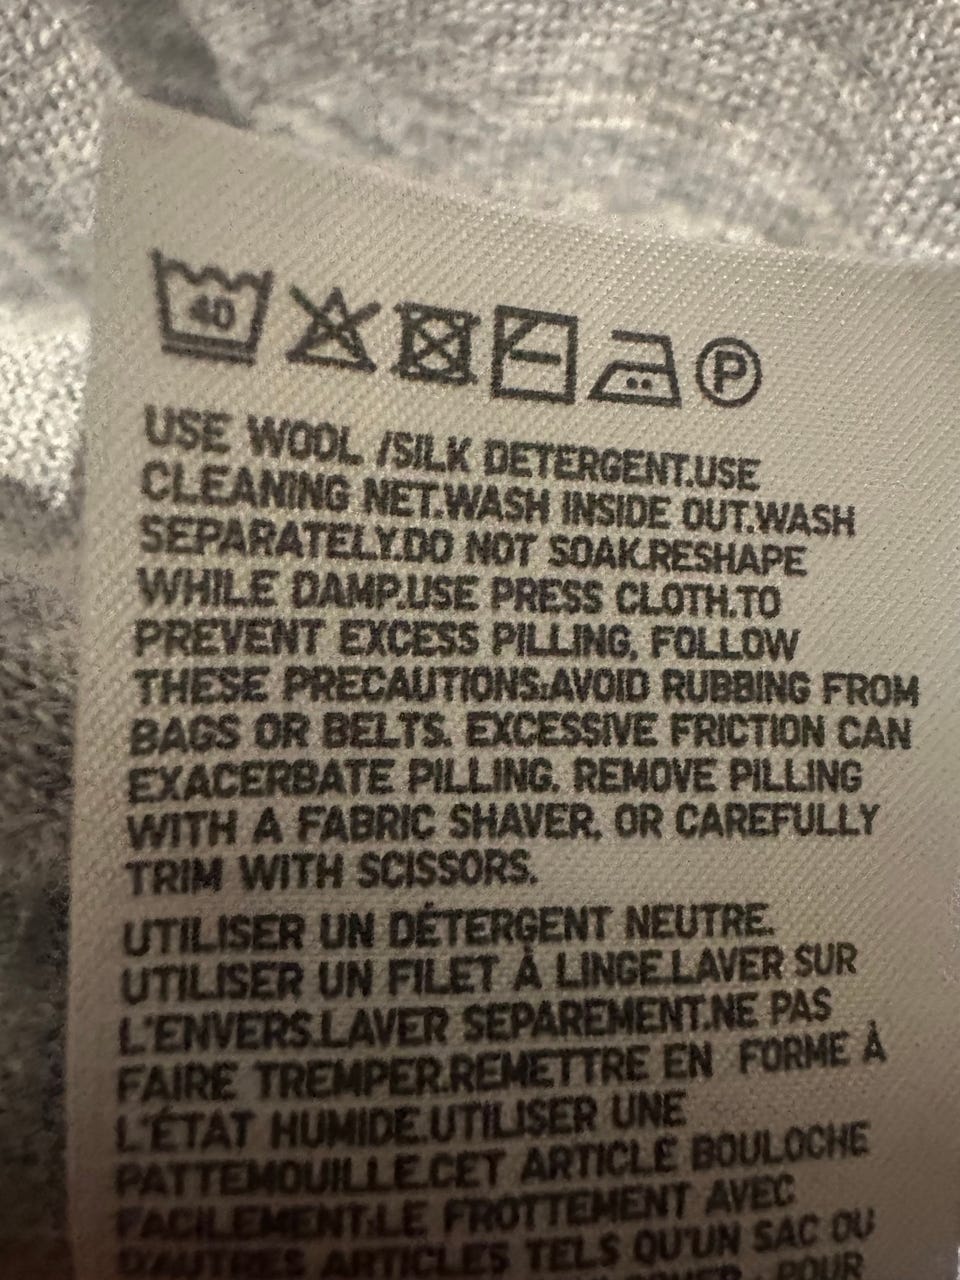 40 P
USE WOOL /SILK DETERGENT.USE
CLEANING NET.WASH INSIDE OUT.WASH
SEPARATELY.DO NOT SOAK.RESHAPE
WHILE DAMP.USE PRESS CLOTH.TO
PREVENT EXCESS PILLING, FOLLOW
THESE PRECAUTIONS:AVOID RUBBING FROM
BAGS OR BELTS. EXCESSIVE FRICTION CAN
EXACERBATE PILLING. REMOVE PILLING
WITH A FABRIC SHAVER, OR CAREFULLY
TRIM WITH SCISSORS.
UTILISER UN DÉTERGENT NEUTRE.
UTILISER UN FILET À LINGE.LAVER SUR
L'ENVERS.LAVER SEPAREMENT.NE PAS
FAIRE TREMPER.REMETTRE EN FORME À
L'ÉTAT HUMIDE.UTILISER UNE
PATTEMOUILLE.CET ARTICLE BOULOCHE
FACILEMENT:LE FROTTEMENT AVEC
D'AUTRES ARTICLES TELS QU'UN SAC OU
POUR